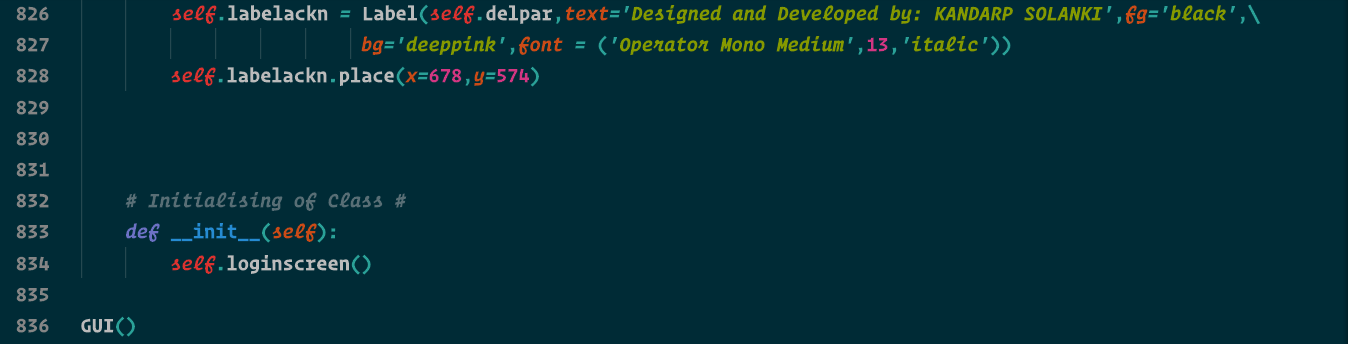 826 self.labelackn = Label(self.delpar,text='Designed and Developed by: KANDARP SOLANKI',fg='black',\
827 bg='deeppink',font = ('Operator Mono Medium',13,'italic'))
828 self.labelackn.place(x=678,y=574)
829
830
831
832 # Initialising of Class #
833 def __init__(self):
834 self.loginscreen()
835
836 GUI()